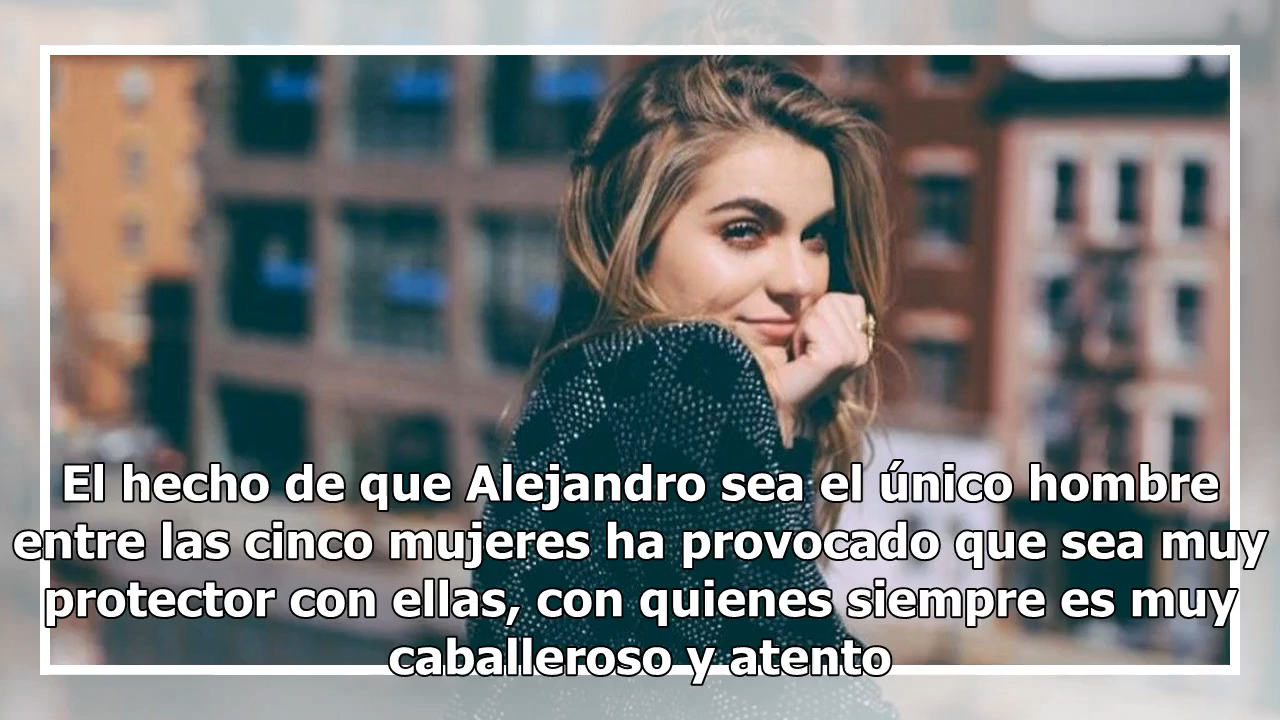 El hecho de que Alejandro sea el único hombre
entre las cinco mujeres ha provocado que sea muy
protector con ellas, con quienes siempre es muy
caballeroso y atento